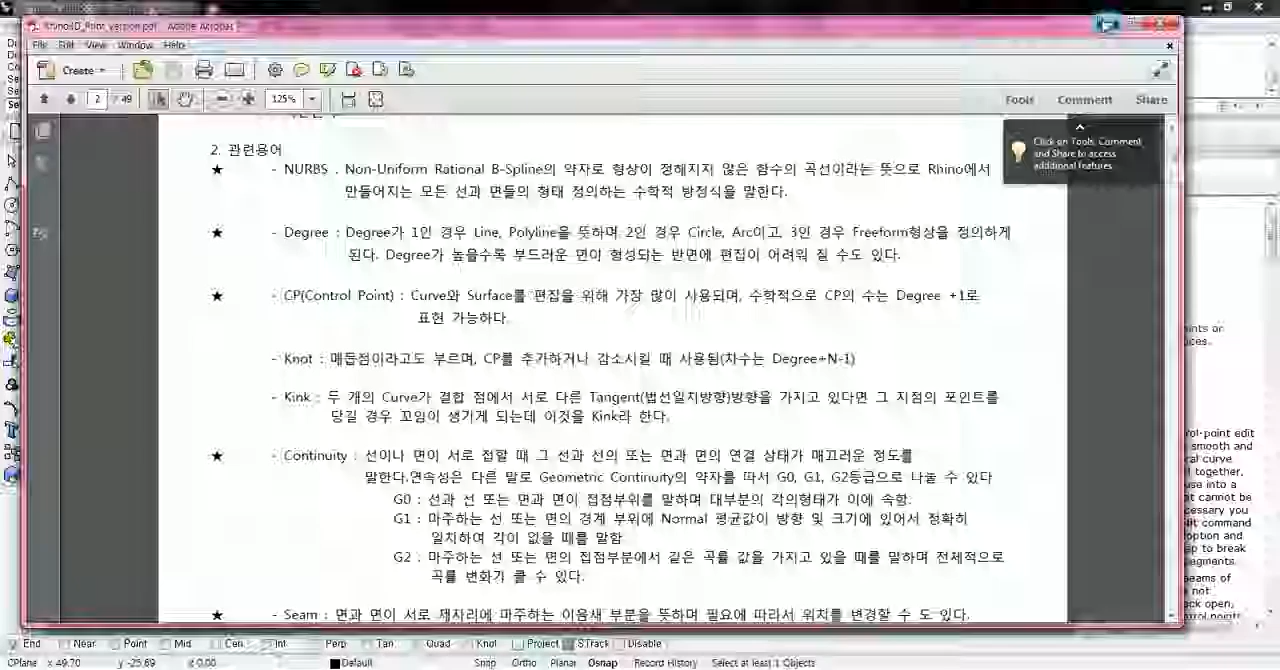 Rhino3D_Print_version.pdf - Adobe Acrobat
File Edit View Window Help
Create
2 / 49 125% Tools Comment Share
Click on Tools, Comment
and Share to access
additional features
2. 관련용어
★ - NURBS : Non-Uniform Rational B-Spline의 약자로 형상이 정해지지 않은 함수의 곡선이라는 뜻으로 Rhino에서
만들어지는 모든 선과 면들의 형태 정의하는 수학적 방정식을 말한다.
★ - Degree : Degree가 1인 경우 Line, Polyline을 뜻하며 2인 경우 Circle, Arc이고, 3인 경우 Freeform형상을 정의하게
된다. Degree가 높을수록 부드러운 면이 형성되는 반면에 편집이 어려워 질 수도 있다.
★ - CP(Control Point) : Curve와 Surface를 편집을 위해 가장 많이 사용되며, 수학적으로 CP의 수는 Degree +1로
표현 가능하다.
- Knot : 매듭점이라고도 부르며, CP를 추가하거나 감소시킬 때 사용됨(차수는 Degree+N-1)
- Kink : 두 개의 Curve가 결합 점에서 서로 다른 Tangent(법선일치방향)방향을 가지고 있다면 그 지점의 포인트를
당길 경우 꼬임이 생기게 되는데 이것을 Kink라 한다.
★ - Continuity : 선이나 면이 서로 접할 때 그 선과 선의 또는 면과 면의 연결 상태가 매끄러운 정도를
말한다.연속성은 다른 말로 Geometric Continuity의 약자를 따서 G0, G1, G2등급으로 나눌 수 있다
G0 : 선과 선 또는 면과 면이 접점부위를 말하며 대부분의 각의형태가 이에 속함.
G1 : 마주하는 선 또는 면의 경계 부위에 Normal 평균값이 방향 및 크기에 있어서 정확히
일치하여 각이 없을 때를 말함
G2 : 마주하는 선 또는 면의 접점부분에서 같은 곡률 값을 가지고 있을 때를 말하며 전체적으로
곡률 변화가 클 수 있다.
★ - Seam : 면과 면이 서로 제자리에 마주하는 이음새 부분을 뜻하며 필요에 따라서 위치를 변경할 수 도 있다.
rol-point edit
smooth and
ral curve
together,
use into a
at cannot be
cessary you
dit command
option and
ap to break
segments.
seams of
not
ock open,
End Near Point Mid Cen Int Perp Tan Quad Knot Project STrack Disable
CPlane x 49.70 y -25.69 z 0.00 Default Snap Ortho Planar Osnap Record History Select at least 1 Objects